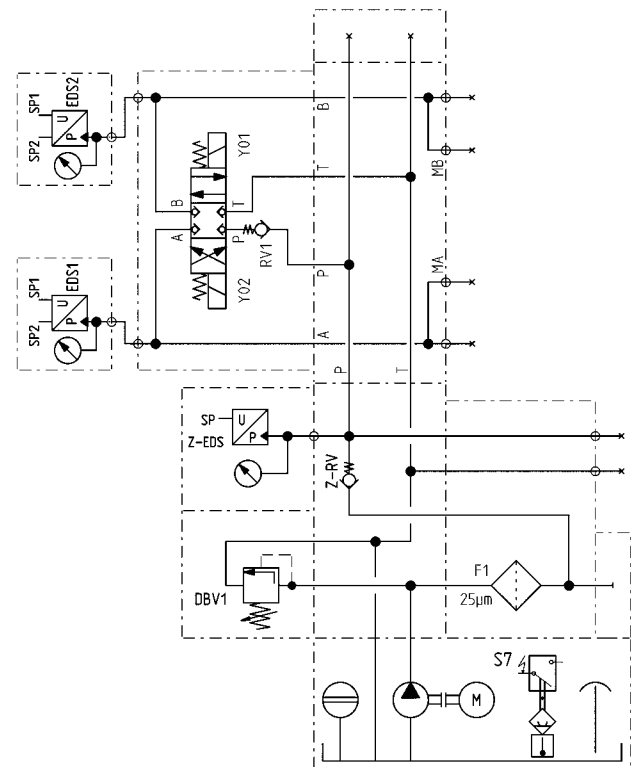 SP1
SP2
EDS2
U
P
SP1
SP2
EDS1
U
P
Y01
B
T
A
P
RV1
Y02
B
T
P
A
MB
MA
P
T
SP
Z-EDS
U
P
Z-RV
DBV1
F1
25µm
S7
M